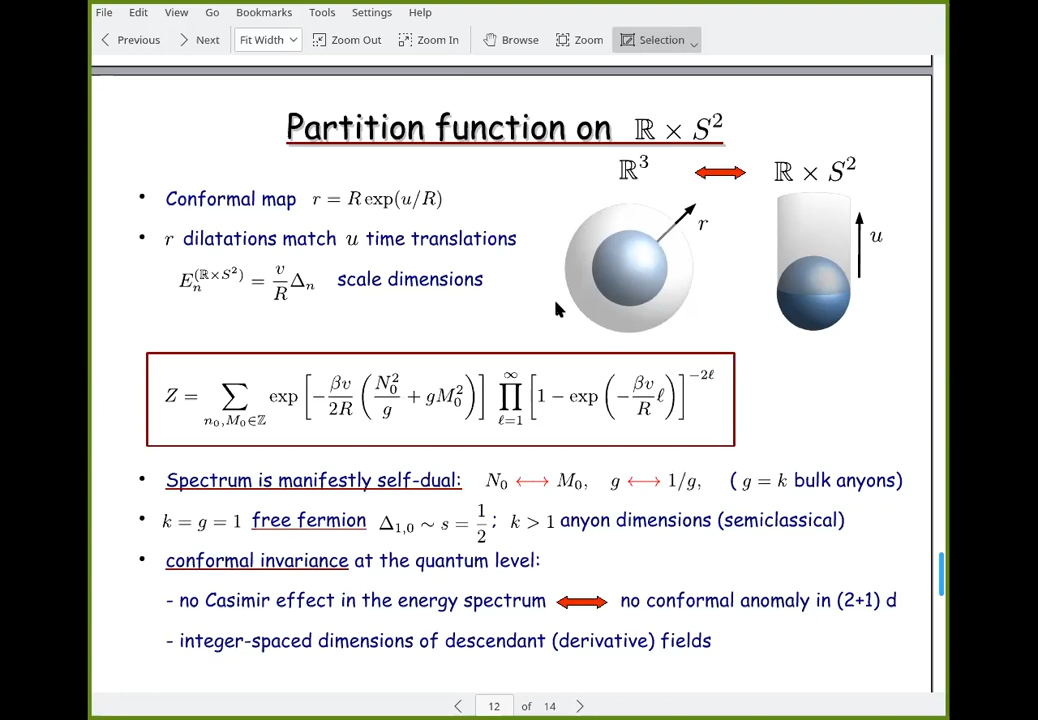 File Edit View Go Bookmarks Tools Settings Help
Previous Next Fit Width Zoom Out Zoom In Browse Zoom Selection
Partition function on ℝ × S²
ℝ³ ⟷ ℝ × S²
• Conformal map r = R exp(u/R)
r
u
• r dilatations match u time translations
E_n^{(ℝ×S²)} = v/R Δ_n scale dimensions
Z = ∑_{n₀,M₀∈ℤ} exp[−βv/2R (N₀²/g + gM₀²)] ∏_{ℓ=1}^{∞} [1 − exp(−βv/R ℓ)]^{−2ℓ}
• Spectrum is manifestly self-dual: N₀ ⟷ M₀, g ⟷ 1/g, ( g = k bulk anyons)
• k = g = 1 free fermion Δ_{1,0} ∼ s = 1/2 ; k > 1 anyon dimensions (semiclassical)
• conformal invariance at the quantum level:
- no Casimir effect in the energy spectrum ⟷ no conformal anomaly in (2+1) d
- integer-spaced dimensions of descendant (derivative) fields
12 of 14